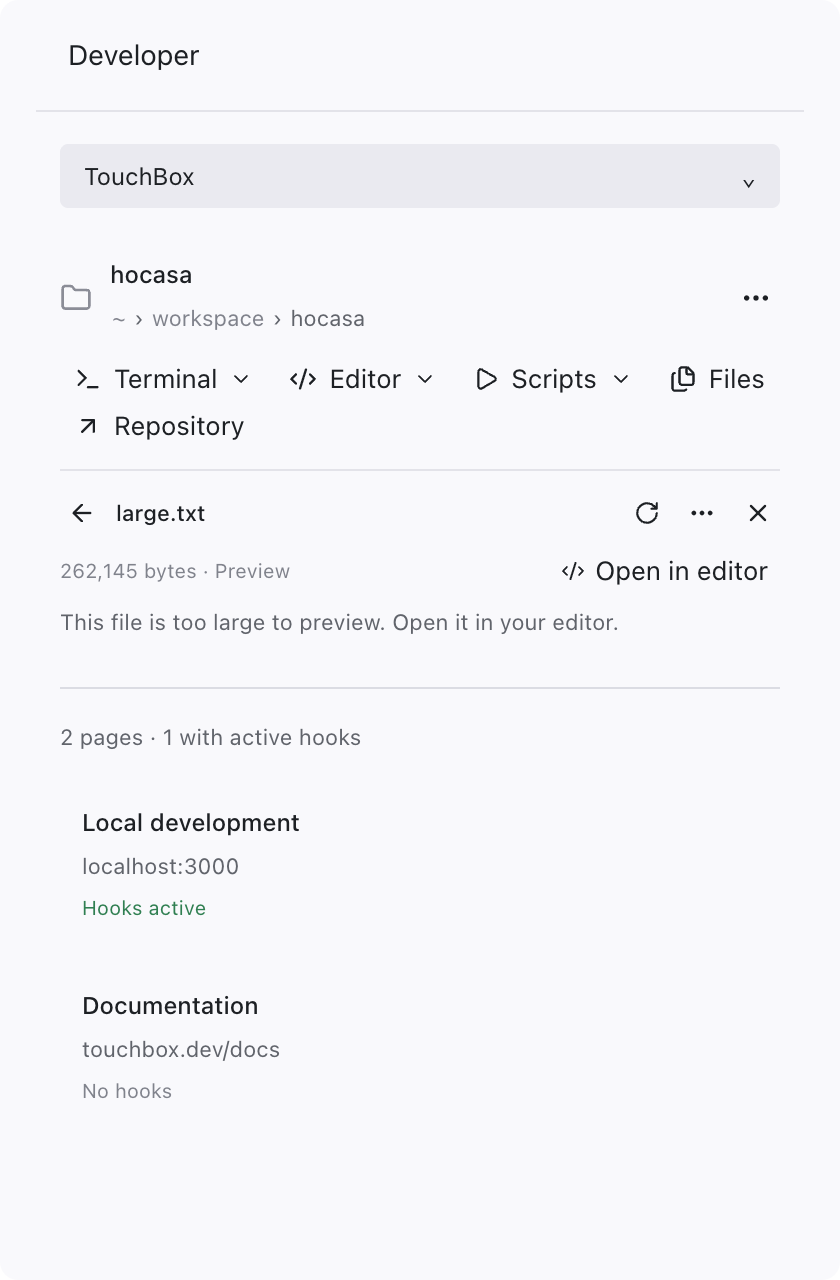 Developer
TouchBox
hocasa
~ › workspace › hocasa
Terminal Editor Scripts Files
Repository
large.txt
262,145 bytes · Preview
Open in editor
This file is too large to preview. Open it in your editor.
2 pages · 1 with active hooks
Local development
localhost:3000
Hooks active
Documentation
touchbox.dev/docs
No hooks